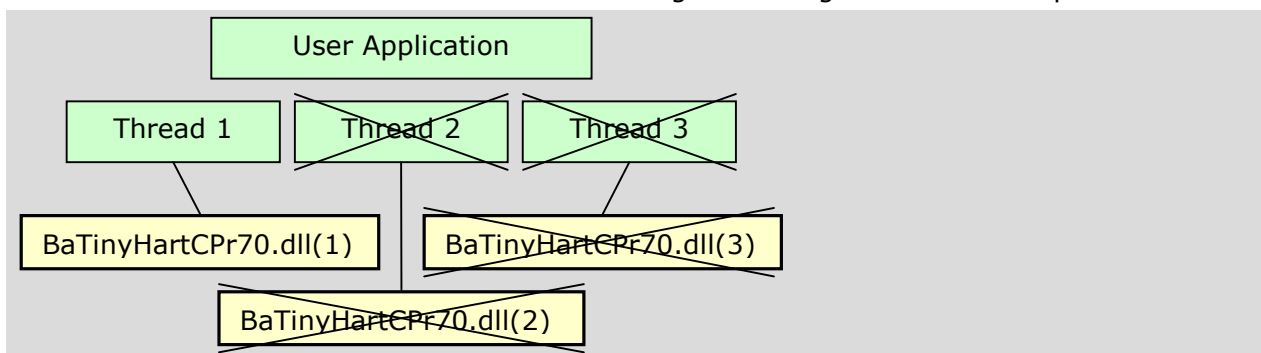 User Application
Thread 1 Thread 2 Thread 3
BaTinyHartCPr70.dll(1) BaTinyHartCPr70.dll(3)
BaTinyHartCPr70.dll(2)